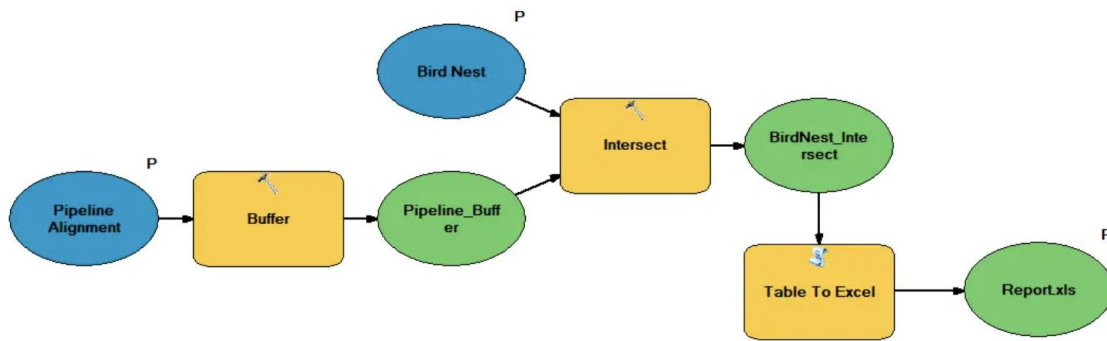 P
Bird Nest
Intersect
BirdNest_Inte
rsect
P
Pipeline
Alignment
Buffer
Pipeline_Buff
er
P
Table To Excel
Report.xls